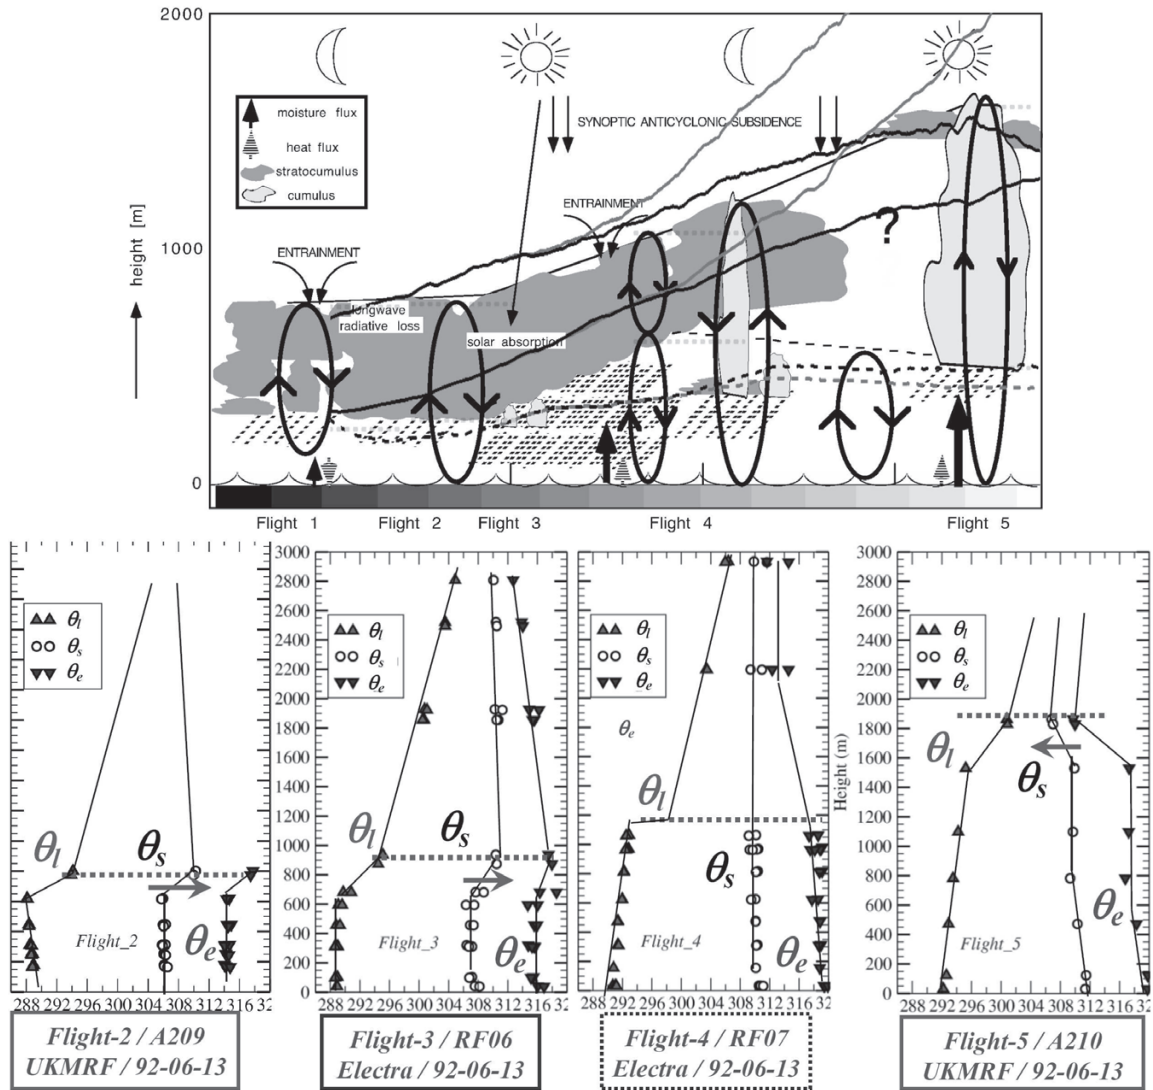 2000
moisture flux
heat flux
stratocumulus
cumulus
SYNOPTIC ANTICYCLONIC SUBSIDENCE
ENTRAINMENT
height [m]
1000
ENTRAINMENT
?
longwave
radiative loss
solar absorption
0
Flight 1
Flight 2
Flight 3
Flight 4
Flight 5
θl
θs
θe
θl
θs
θe
Flight_2
288 292 296 300 304 308 312 316 32
3000
2800
2600
2400
2200
2000
1800
1600
1400
1200
1000
800
600
400
200
0
θl
θs
θe
θl
θs
θe
Flight_3
288 292 296 300 304 308 312 316 32
3000
2800
2600
2400
2200
2000
1800
1600
1400
1200
1000
800
600
400
200
0
θl
θs
θe
θe
θl
θs
θe
Flight_4
288 292 296 300 304 308 312 316 32
Height (m)
3000
2800
2600
2400
2200
2000
1800
1600
1400
1200
1000
800
600
400
200
0
θl
θs
θe
θl
θs
θe
Flight_5
288 292 296 300 304 308 312 316 320
Flight-2 / A209
UKMRF / 92-06-13
Flight-3 / RF06
Electra / 92-06-13
Flight-4 / RF07
Electra / 92-06-13
Flight-5 / A210
UKMRF / 92-06-13